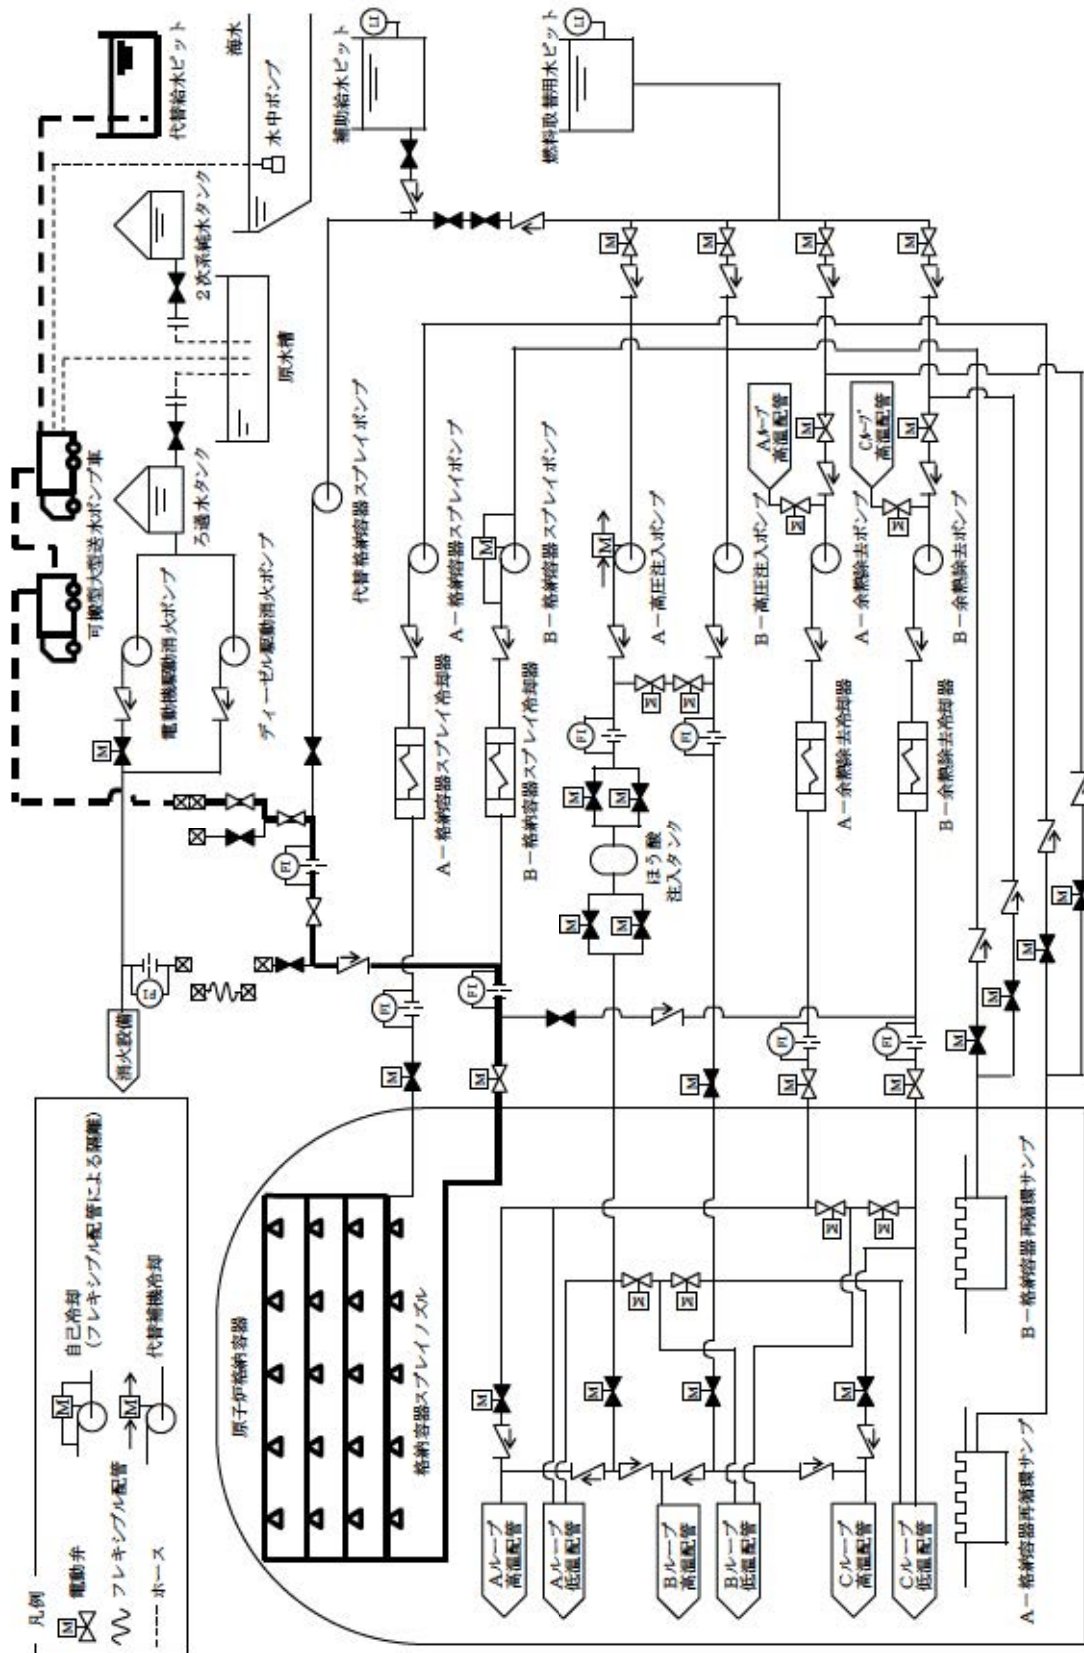 凡例
電動弁
フレキシブル配管
ホース
自己冷却
(フレキシブル配管による隔離)
代替補機冷却
M
M
M
代替給水ピット
海水
水中ポンプ
補助給水ピット
LI
燃料取替用水ピット
LI
2次系純水タンク
原水槽
ろ過水タンク
可搬型大型送水ポンプ車
電動機駆動消火ポンプ
ディーゼル駆動消火ポンプ
消火設備
FI
代替格納容器スプレイポンプ
A-格納容器スプレイポンプ
B-格納容器スプレイポンプ
A-高圧注入ポンプ
B-高圧注入ポンプ
A-余熱除去ポンプ
B-余熱除去ポンプ
Aループ
高温配管
Cループ
高温配管
A-格納容器スプレイ冷却器
B-格納容器スプレイ冷却器
ほう酸
注入タンク
A-余熱除去冷却器
B-余熱除去冷却器
原子炉格納容器
格納容器スプレイノズル
Aループ
高温配管
Aループ
低温配管
Bループ
高温配管
Bループ
低温配管
Cループ
高温配管
Cループ
低温配管
A-格納容器再循環サンプ
B-格納容器再循環サンプ